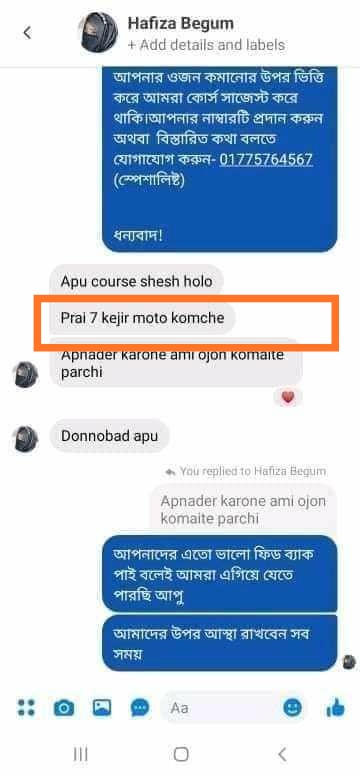 Hafiza Begum
+ Add details and labels
আপনার ওজন কমানোর উপর ভিত্তি
করে আমরা কোর্স সাজেস্ট করে
থাকি।আপনার নাম্বারটি প্রদান করুন
অথবা বিস্তারিত কথা বলতে
যোগাযোগ করুন- 01775764567
(স্পেশালিষ্ট)
ধন্যবাদ!
Apu course shesh holo
Prai 7 kejir moto komche
Apnader karone ami ojon komaite
parchi
Donnobad apu
You replied to Hafiza Begum
Apnader karone ami ojon
komaite parchi
আপনাদের এতো ভালো ফিড ব্যাক
পাই বলেই আমরা এগিয়ে যেতে
পারছি আপু
আমাদের উপর আস্থা রাখবেন সব
সময়
Aa